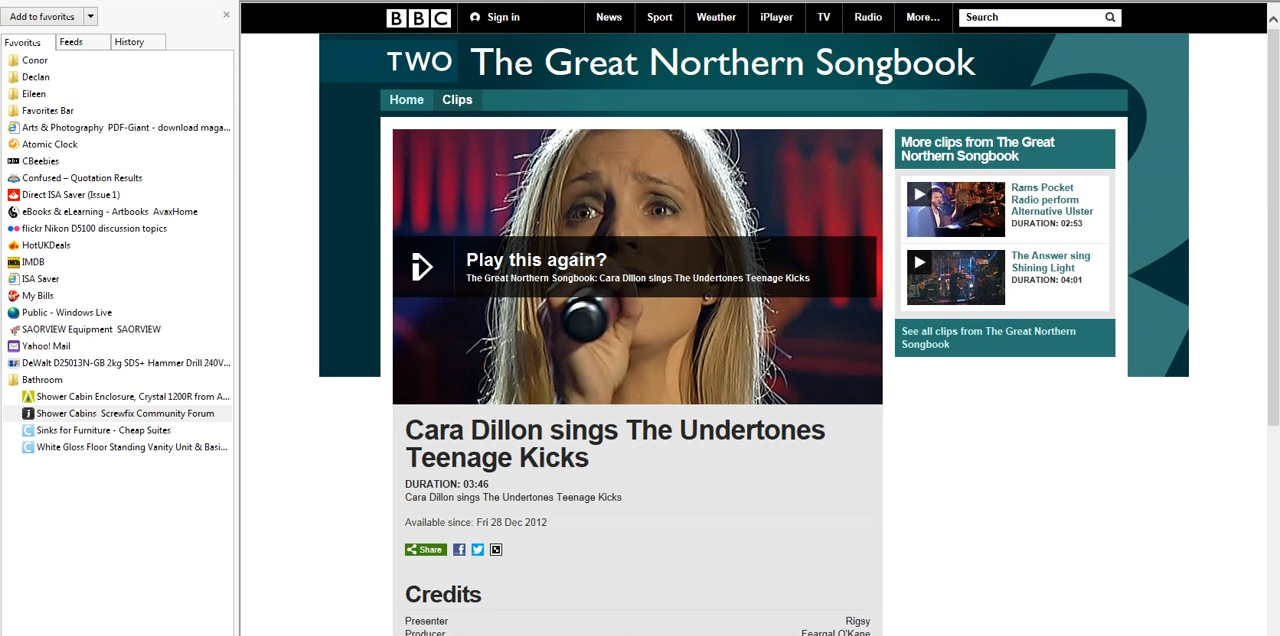 Add to favorites
Favorites
Feeds
History
Conor
Declan
Eileen
Favorites Bar
Arts & Photography PDF-Giant - download maga...
Atomic Clock
CBeebies
Confused – Quotation Results
Direct ISA Saver (Issue 1)
eBooks & eLearning - Artbooks AvaxHome
flickr Nikon D5100 discussion topics
HotUKDeals
IMDB
ISA Saver
My Bills
Public - Windows Live
SAORVIEW Equipment SAORVIEW
Yahoo! Mail
DeWalt D25013N-GB 2kg SDS+ Hammer Drill 240V...
Bathroom
Shower Cabin Enclosure, Crystal 1200R from A...
Shower Cabins Screwfix Community Forum
Sinks for Furniture - Cheap Suites
White Gloss Floor Standing Vanity Unit & Basi...
BBC
Sign in
News
Sport
Weather
iPlayer
TV
Radio
More...
Search
TWO The Great Northern Songbook
Home
Clips
Play this again?
The Great Northern Songbook: Cara Dillon sings The Undertones Teenage Kicks
Cara Dillon sings The Undertones
Teenage Kicks
DURATION: 03:46
Cara Dillon sings The Undertones Teenage Kicks
Available since: Fri 28 Dec 2012
Share
Credits
Presenter Rigsy
Producer Feargal O'Kane
More clips from The Great
Northern Songbook
Rams Pocket
Radio perform
Alternative Ulster
DURATION: 02:53
The Answer sing
Shining Light
DURATION: 04:01
See all clips from The Great Northern
Songbook